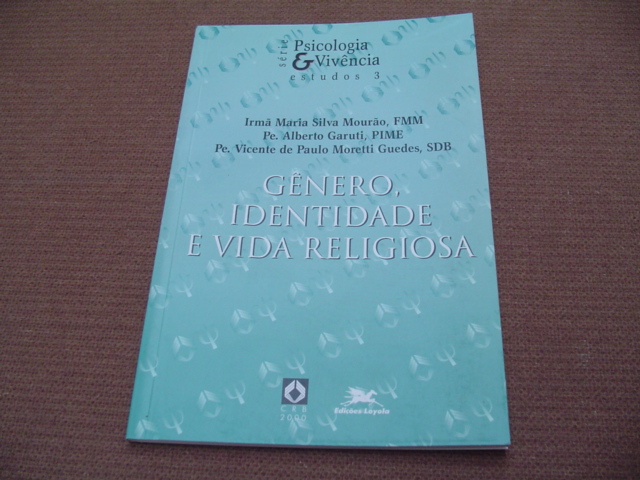 série Psicologia
& Vivência
estudos 3
Irmã Maria Silva Mourão, FMM
Pe. Alberto Garuti, PIME
Pe. Vicente de Paulo Moretti Guedes, SDB
GÊNERO,
IDENTIDADE
E VIDA RELIGIOSA
CRB
2000
Edições Loyola